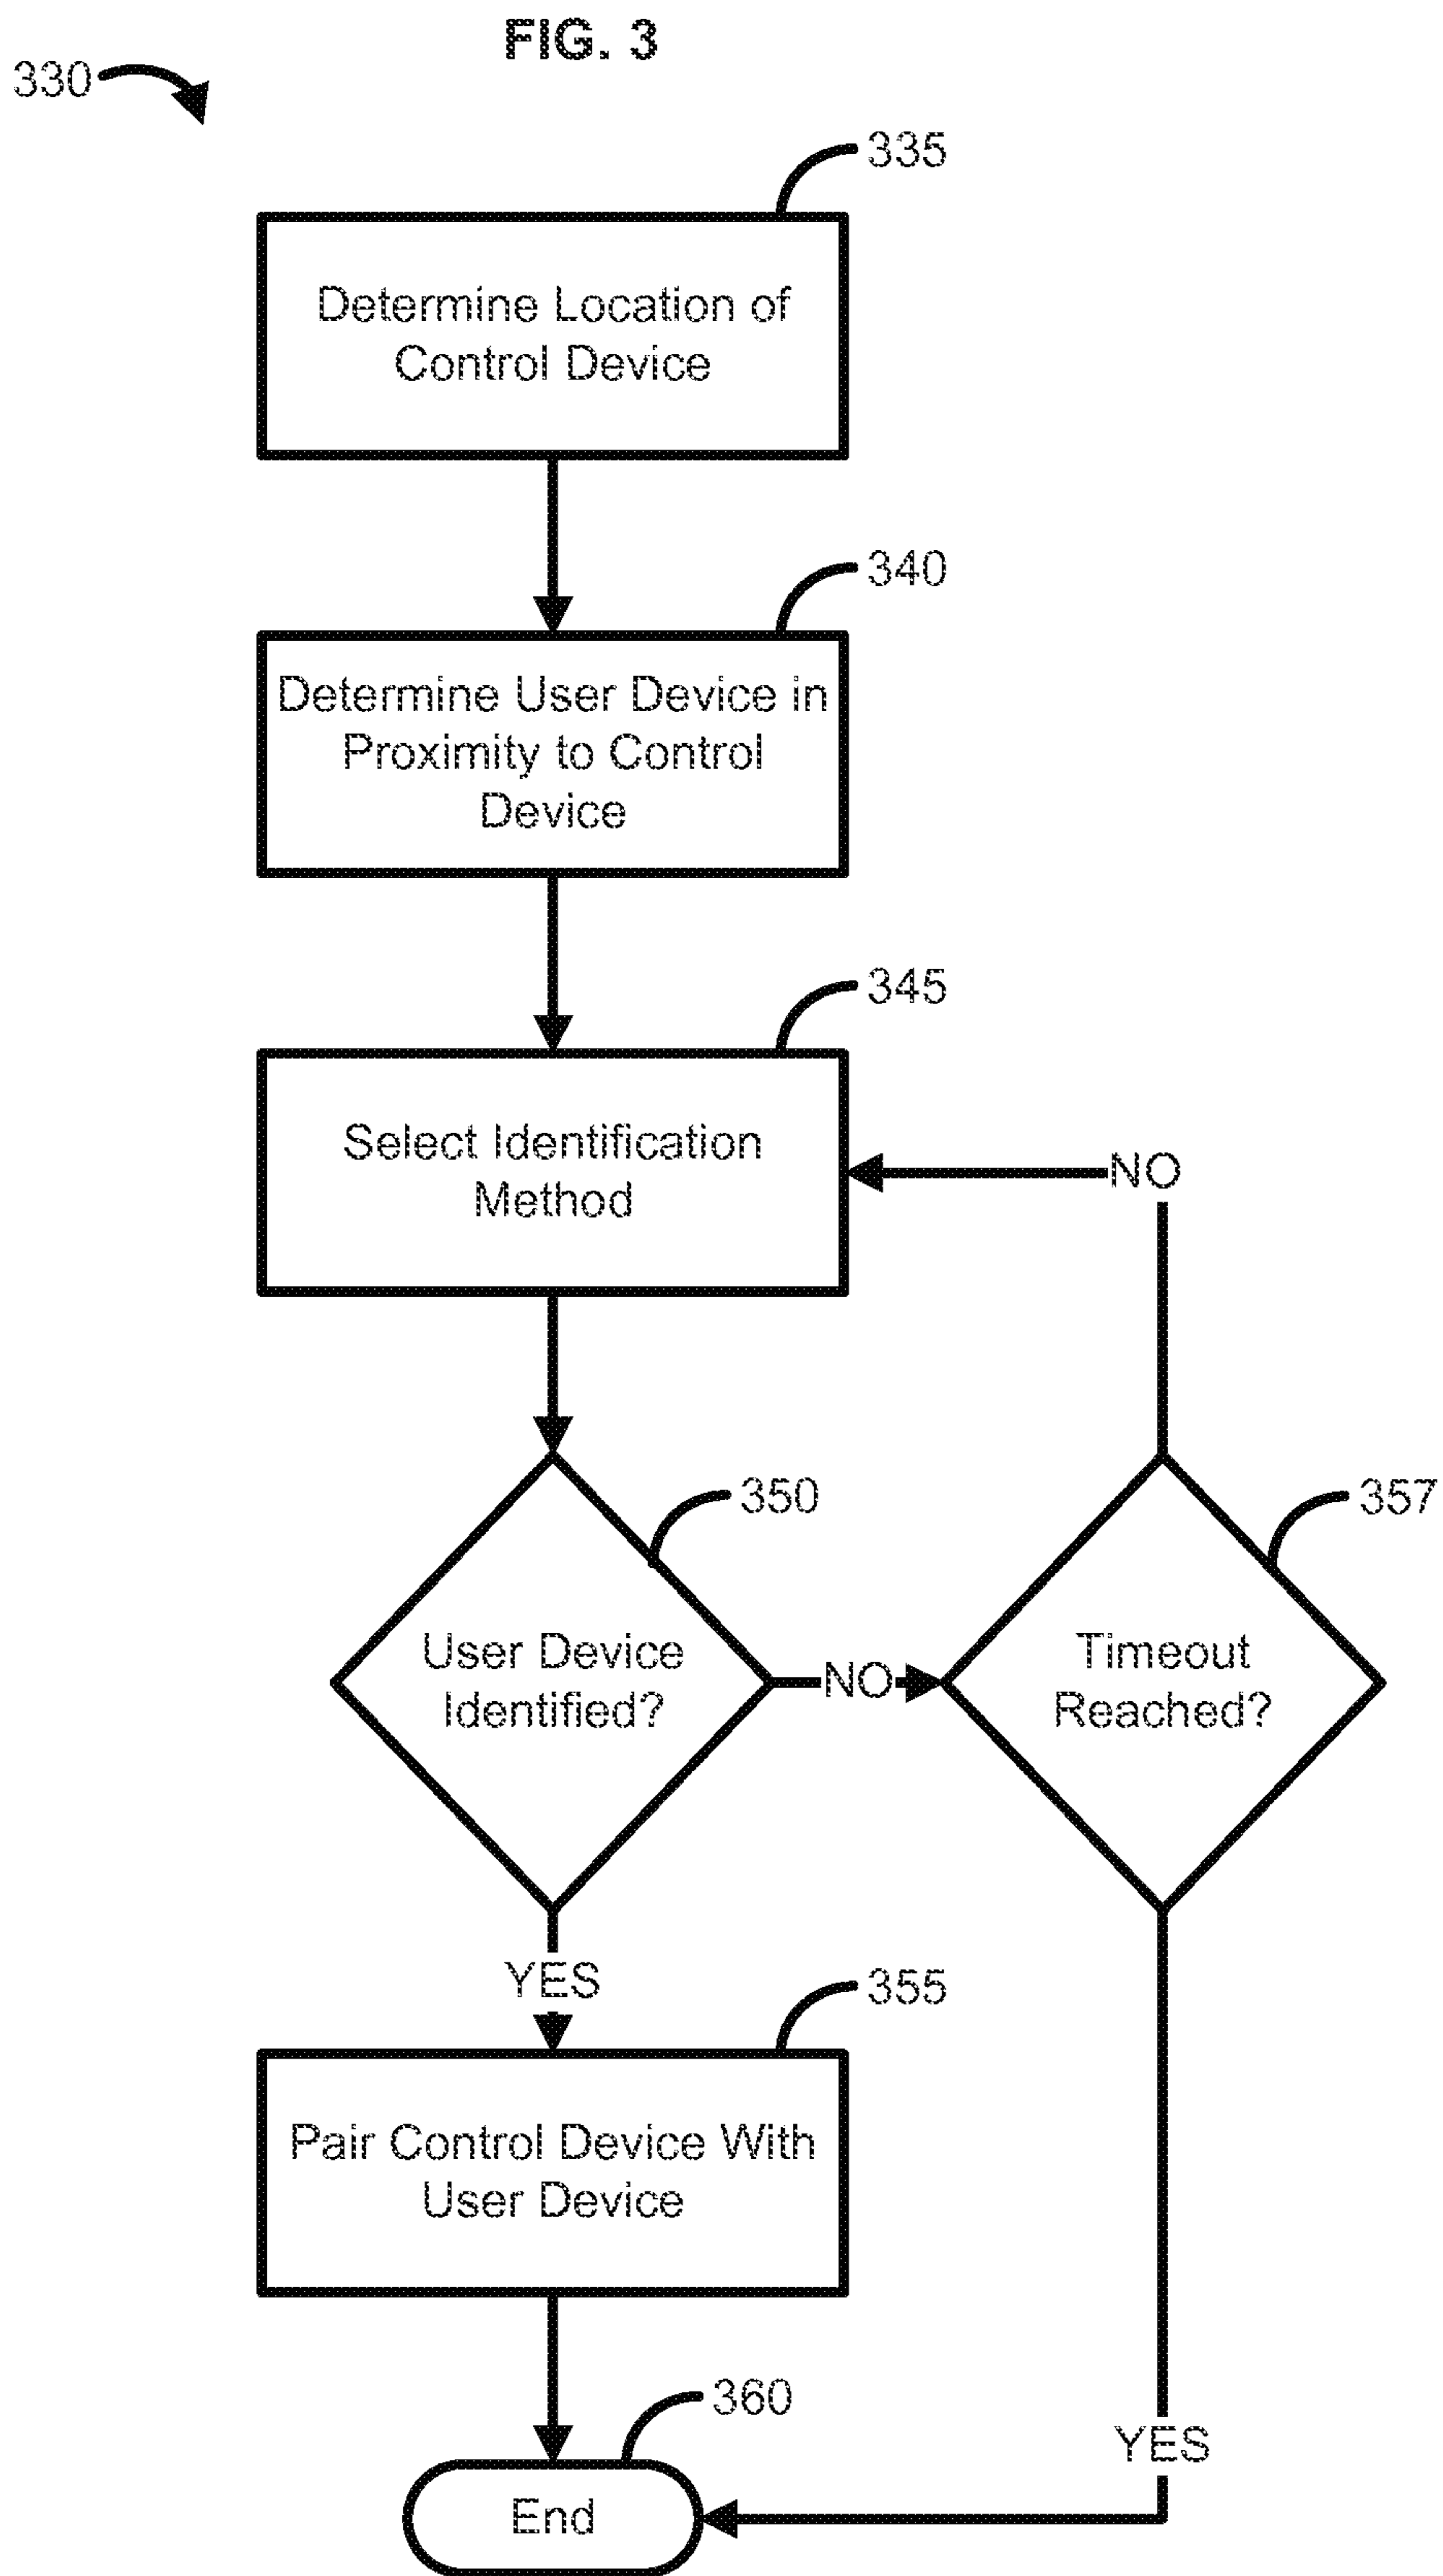 FIG. 3
330
335
Determine Location of
Control Device
340
Determine User Device in
Proximity to Control
Device
345
Select Identification
Method
NO
350
357
User Device
Identified?
NO
Timeout
Reached?
YES
355
Pair Control Device With
User Device
360
YES
End